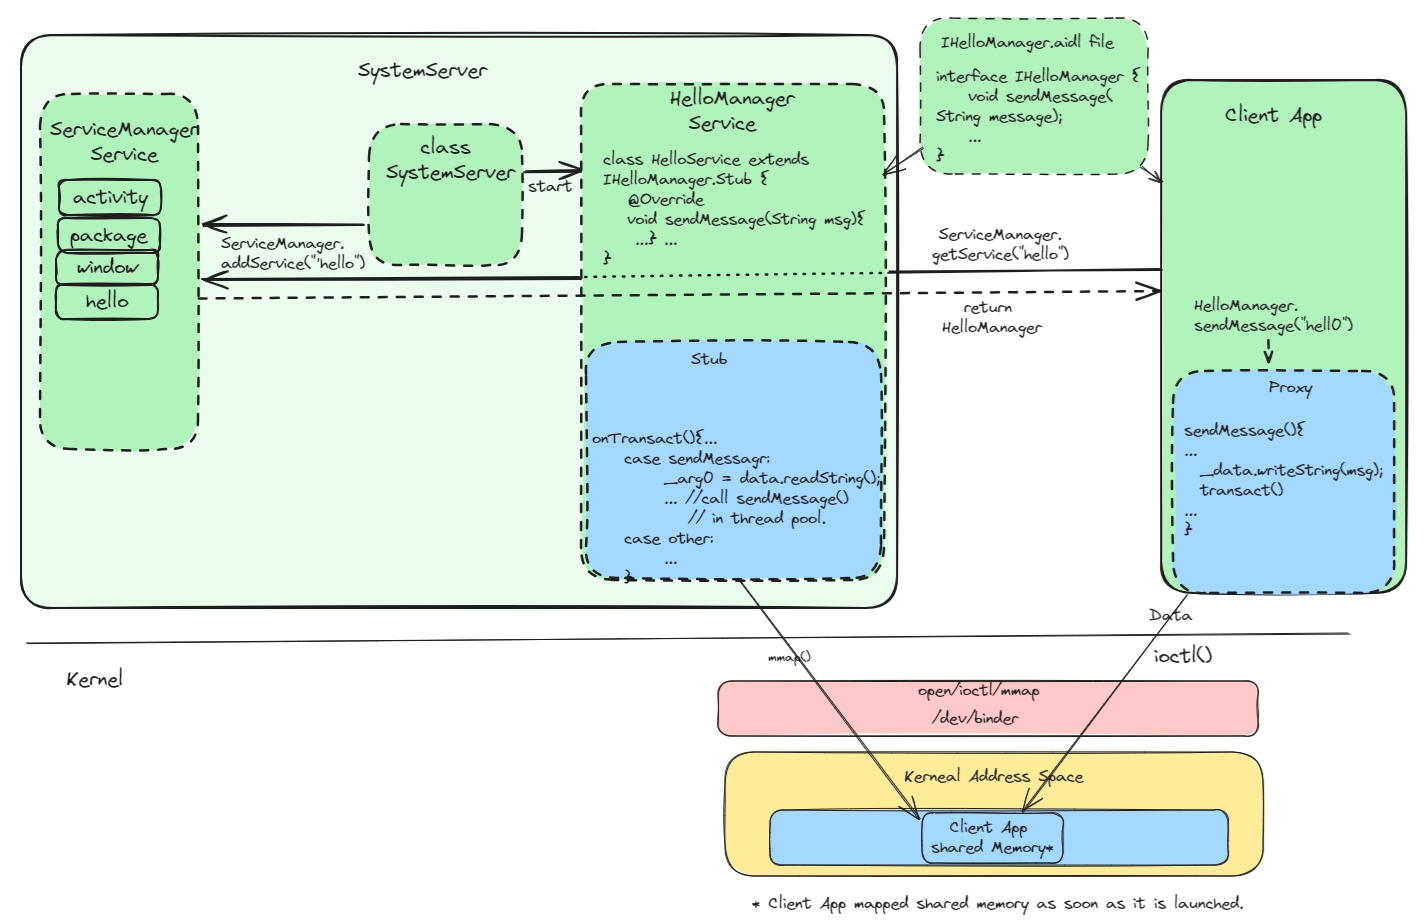 SystemServer
ServiceManager
Service
activity
package
window
hello
class
SystemServer
start
ServiceManager.
addService("hello")
HelloManager
Service
class HelloService extends
IHelloManager.Stub {
@Override
void sendMessage(String msg){
...} ...
}
Stub
onTransact(){...
case sendMessagr:
_arg0 = data.readString();
... //call sendMessage()
// in thread pool.
case other:
...
}
IHelloManager.aidl file
interface IHelloManager {
void sendMessage(
String message);
...
}
ServiceManager.
getService("hello")
return
HelloManager
Client App
HelloManager.
sendMessage("hell0")
Proxy
sendMessage(){
...
_data.writeString(msg);
transact()
...
}
Data
Kernel
mmap()
ioctl()
open/ioctl/mmap
/dev/binder
Kerneal Address Space
Client App
shared Memory*
* Client App mapped shared memory as soon as it is launched.